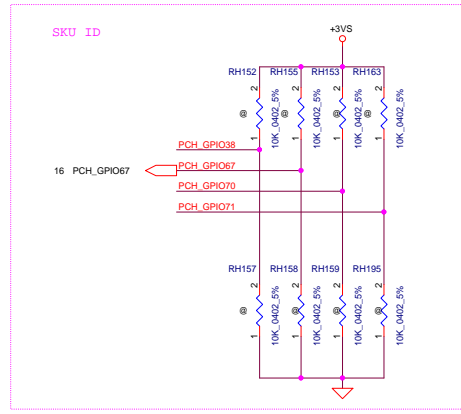 SKU ID
+3VS
RH152 RH155 RH153 RH163
2 2 2 2
@ @ @ @
10K_0402_5% 10K_0402_5% 10K_0402_5% 10K_0402_5%
1 1 1 1
PCH_GPIO38
16 PCH_GPIO67 PCH_GPIO67
PCH_GPIO70
PCH_GPIO71
RH157 RH158 RH159 RH195
2 2 2 2
@ @ @ @
10K_0402_5% 10K_0402_5% 10K_0402_5% 10K_0402_5%
1 1 1 1